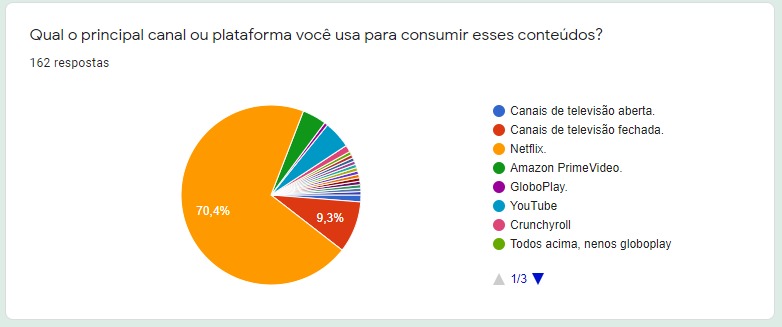 Qual o principal canal ou plataforma você usa para consumir esses conteúdos?
162 respostas
70,4%
9,3%
Canais de televisão aberta.
Canais de televisão fechada.
Netflix.
Amazon PrimeVideo.
GloboPlay.
YouTube
Crunchyroll
Todos acima, nenos globoplay
1/3